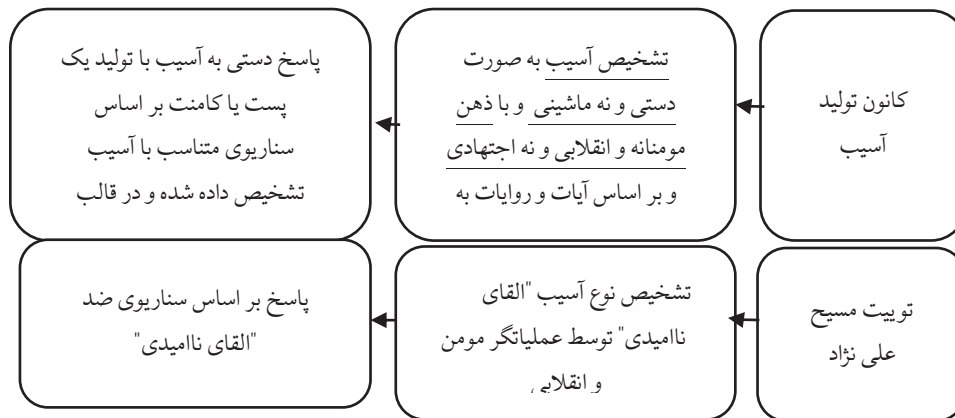 کانون تولید
آسیب
تشخیص آسیب به صورت
دستی و نه ماشینی و با ذهن
مومنانه و انقلابی و نه اجتهادی
و بر اساس آیات و روایات به
پاسخ دستی به آسیب با تولید یک
پست یا کامنت بر اساس
سناریوی متناسب با آسیب
تشخیص داده شده و در قالب
توییت مسیح
علی نژاد
تشخیص نوع آسیب "القای
ناامیدی" توسط عملیاتگر مومن
و انقلابی
پاسخ بر اساس سناریوی ضد
"القای ناامیدی"